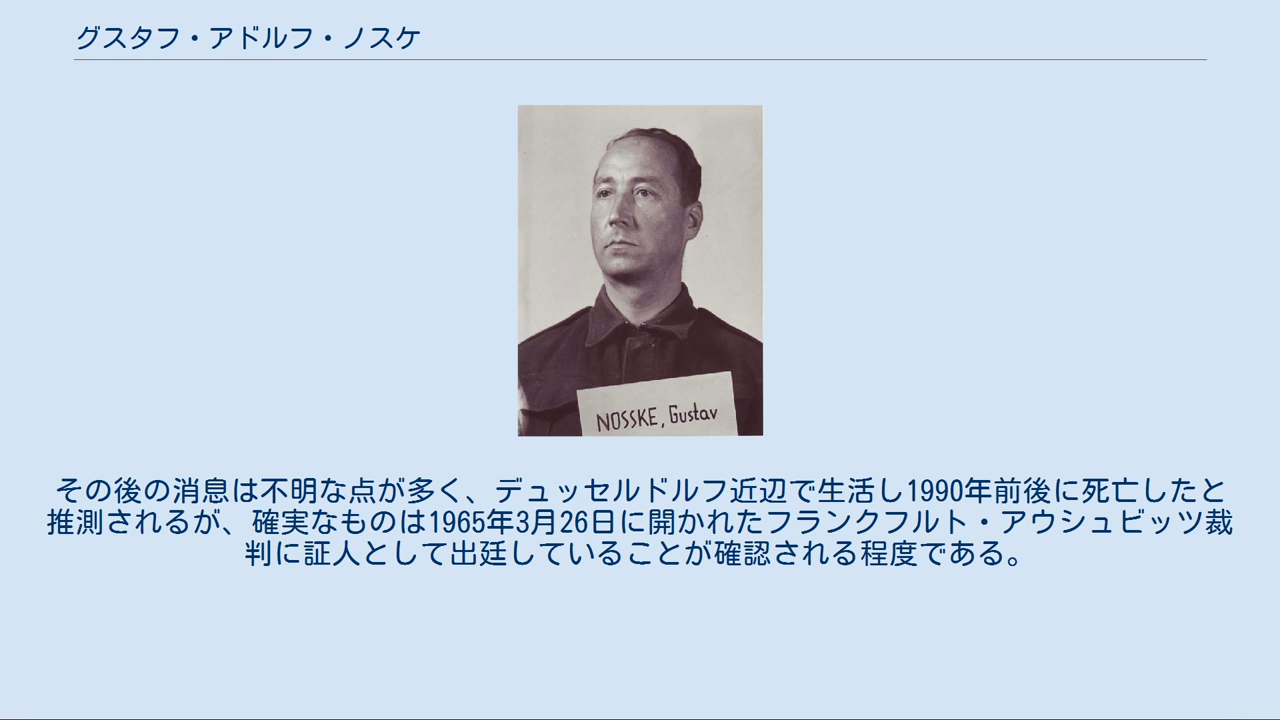 グスタフ・アドルフ・ノスケ
NOSSKE, Gustav
その後の消息は不明な点が多く、デュッセルドルフ近辺で生活し1990年前後に死亡したと
推測されるが、確実なものは1965年3月26日に開かれたフランクフルト・アウシュビッツ裁
判に証人として出廷していることが確認される程度である。